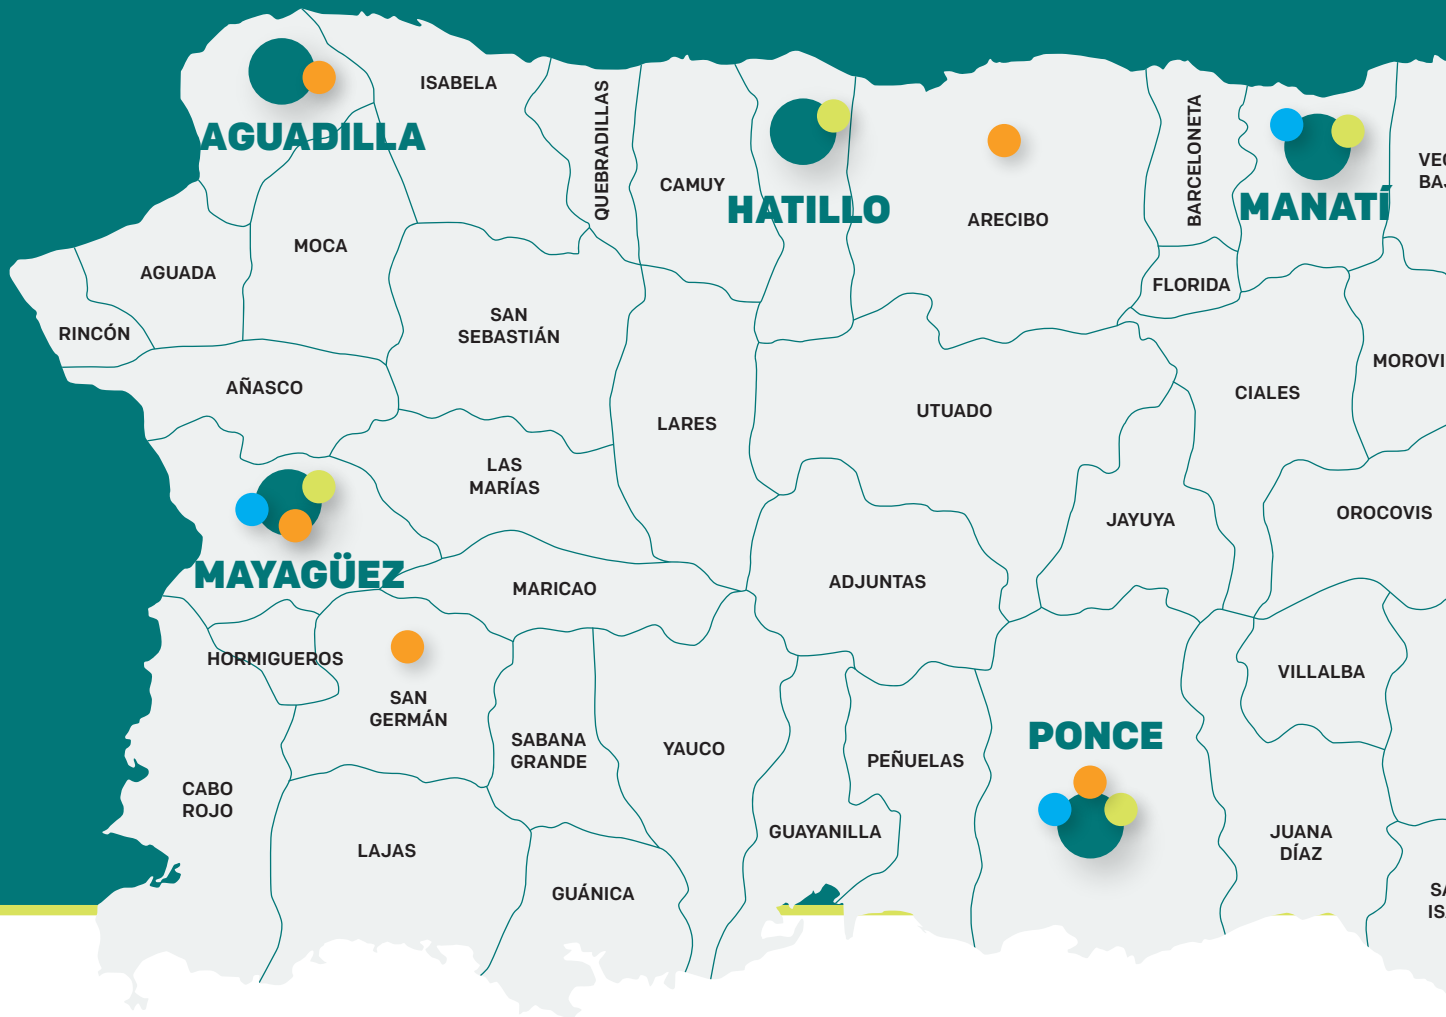 ISABELA
QUEBRADILLAS
BARCELONETA
AGUADILLA
CAMUY
HATILLO
ARECIBO
MANATÍ
MOCA
AGUADA
FLORIDA
RINCÓN
SAN
SEBASTIÁN
AÑASCO
LARES
UTUADO
CIALES
LAS
MARÍAS
JAYUYA
OROCOVIS
MAYAGÜEZ
MARICAO
ADJUNTAS
HORMIGUEROS
SAN
GERMÁN
VILLALBA
SABANA
GRANDE
YAUCO
PEÑUELAS
PONCE
CABO
ROJO
LAJAS
GUAYANILLA
JUANA
DÍAZ
GUÁNICA